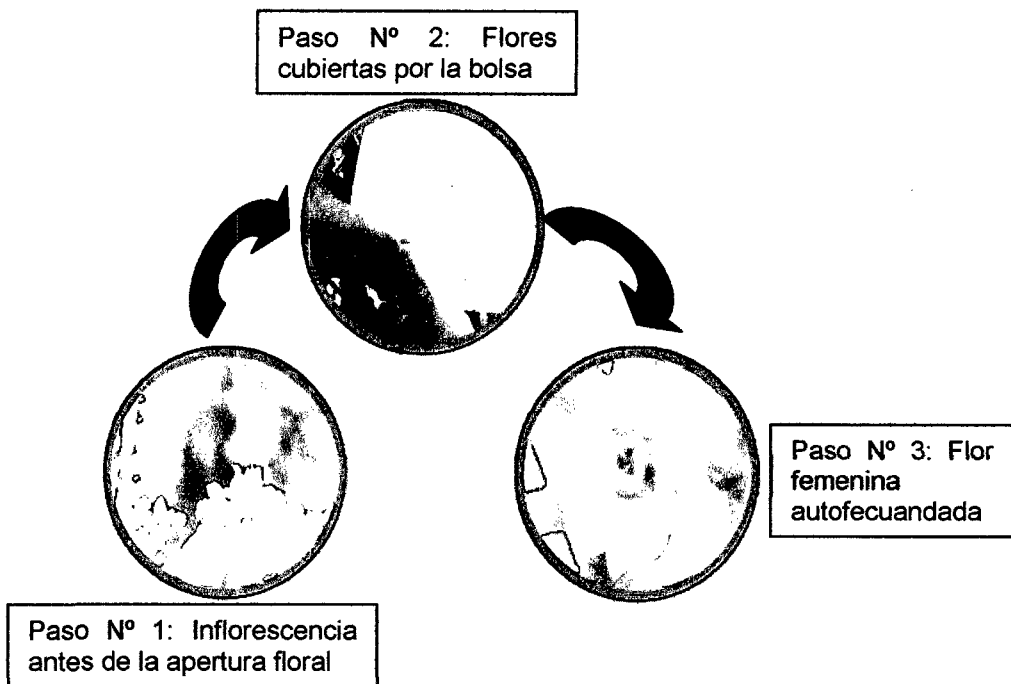 Paso Nº 2: Flores
cubiertas por la bolsa
Paso Nº 3: Flor
femenina
autofecuandada
Paso Nº 1: Inflorescencia
antes de la apertura floral